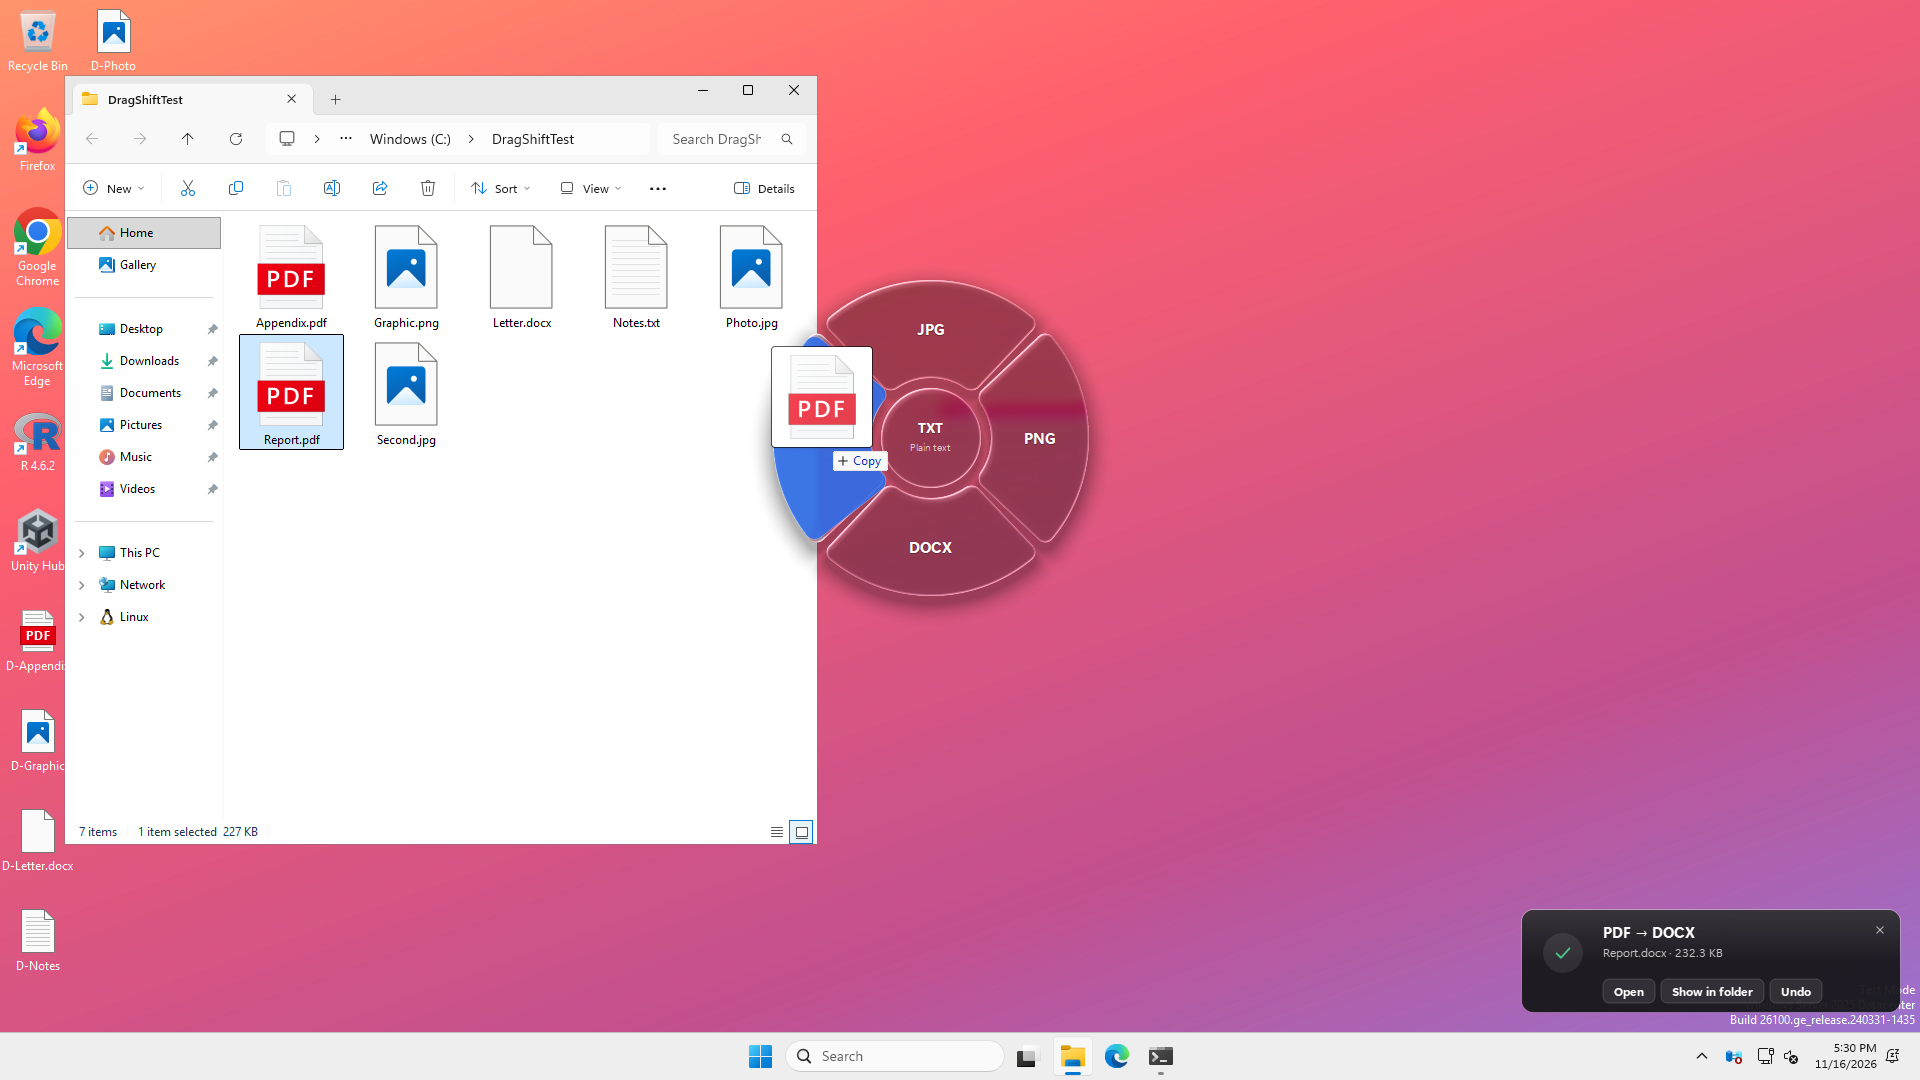 Recycle Bin
D-Photo
Firefox
Google
Chrome
Microsoft
Edge
R 4.6.2
Unity Hub
PDF
D-Appendi
D-Graphic
D-Letter.docx
D-Notes
DragShiftTest
Windows (C:)
DragShiftTest
Search DragSh
New
Sort
View
Details
Home
Gallery
Desktop
Downloads
Documents
Pictures
Music
Videos
This PC
Network
Linux
PDF
Appendix.pdf
Graphic.png
Letter.docx
Notes.txt
Photo.jpg
PDF
Report.pdf
Second.jpg
7 items
1 item selected 227 KB
JPG
PDF
Copy
TXT
Plain text
PNG
DOCX
PDF → DOCX
Report.docx · 232.3 KB
Open
Show in folder
Undo
Build 26100.ge_release.240331-1435
Search
5:30 PM
11/16/2026